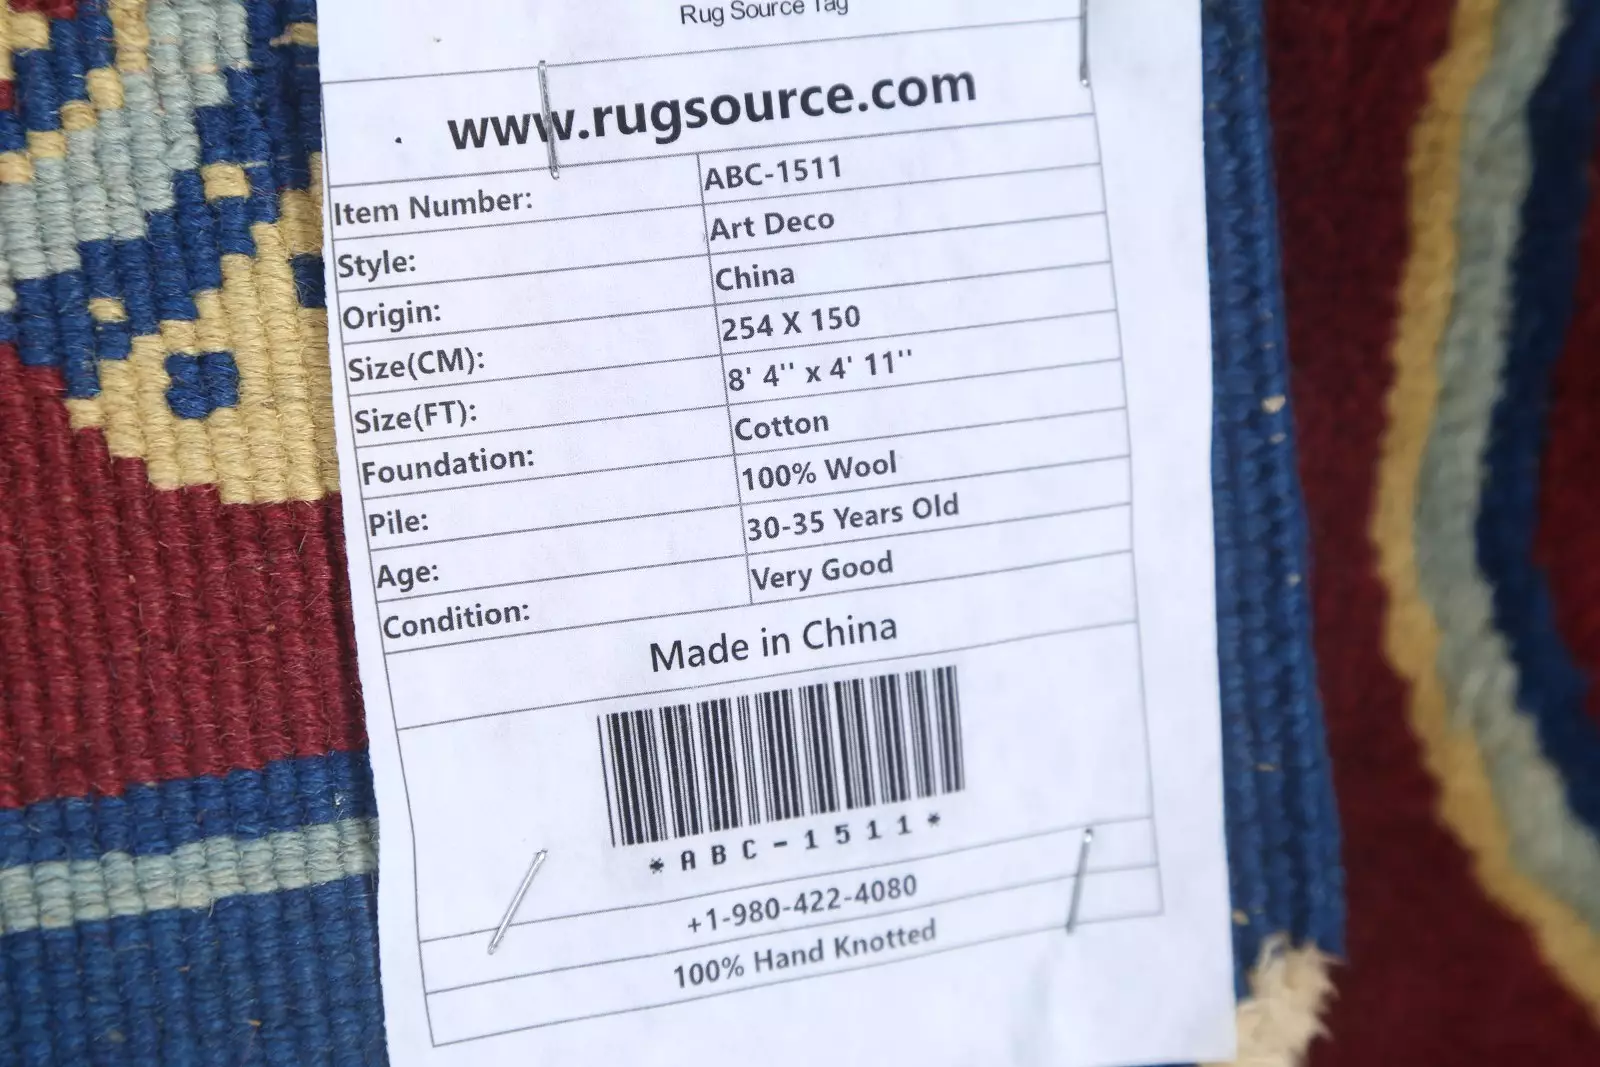 Rug Source Tag
www.rugsource.com
Item Number: ABC-1511
Style: Art Deco
Origin: China
Size(CM): 254 X 150
Size(FT): 8' 4'' x 4' 11''
Foundation: Cotton
Pile: 100% Wool
Age: 30-35 Years Old
Condition: Very Good
Made in China
*ABC-1511*
+1-980-422-4080
100% Hand Knotted